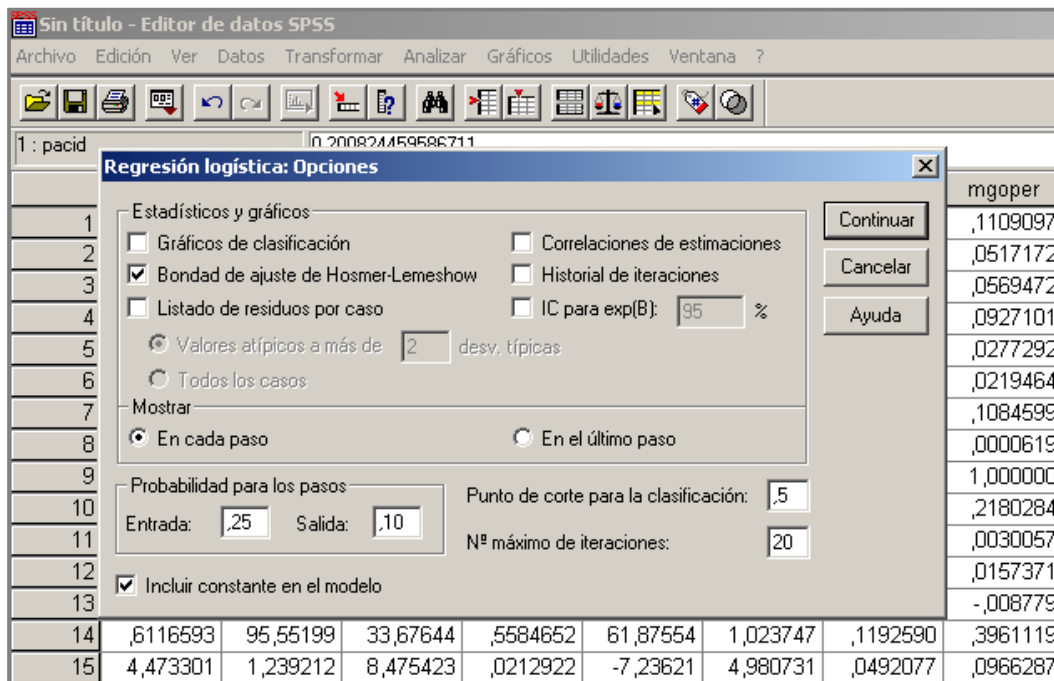 Sin título - Editor de datos SPSS
Archivo Edición Ver Datos Transformar Analizar Gráficos Utilidades Ventana ?
1 : pacid 0,200824459586711
Regresión logística: Opciones
mgoper
Estadísticos y gráficos
Gráficos de clasificación
Correlaciones de estimaciones
Bondad de ajuste de Hosmer-Lemeshow
Historial de iteraciones
Listado de residuos por caso
IC para exp(B): 95 %
Valores atípicos a más de 2 desv. típicas
Todos los casos
Mostrar
En cada paso
En el último paso
Probabilidad para los pasos
Entrada: ,25 Salida: ,10
Punto de corte para la clasificación: ,5
Nº máximo de iteraciones: 20
Incluir constante en el modelo
Continuar
Cancelar
Ayuda
1 ,1109097
2 ,0517172
3 ,0569472
4 ,0927101
5 ,0277292
6 ,0219464
7 ,1084599
8 ,0000619
9 1,000000
10 ,2180284
11 ,0030057
12 ,0157371
13 -,008779
14 ,6116593 95,55199 33,67644 ,5584652 61,87554 1,023747 ,1192590 ,3961119
15 4,473301 1,239212 8,475423 ,0212922 -7,23621 4,980731 ,0492077 ,0966287